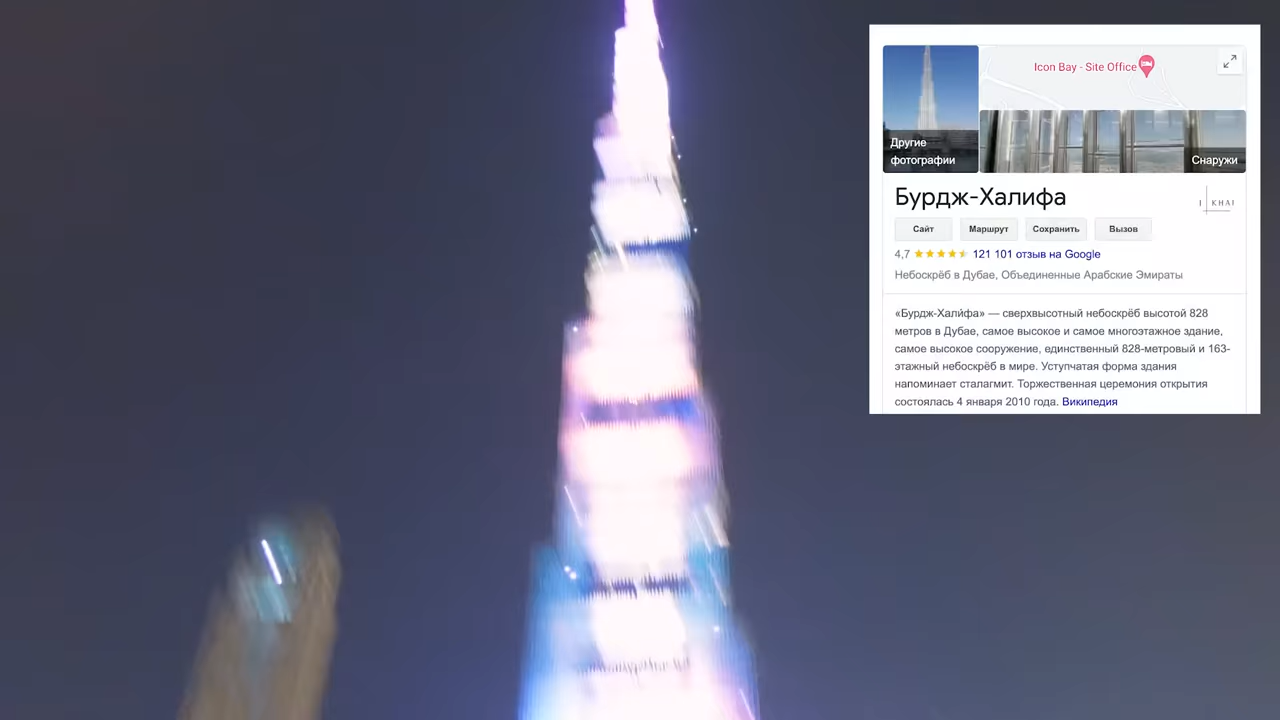 Icon Bay - Site Office
Другие
фотографии
Снаружи
Бурдж-Халифа
KHAI
Сайт
Маршрут
Сохранить
Вызов
4,7
121 101 отзыв на Google
Небоскрёб в Дубае, Объединенные Арабские Эмираты
«Бурдж-Хали́фа» — сверхвысотный небоскрёб высотой 828
метров в Дубае, самое высокое и самое многоэтажное здание,
самое высокое сооружение, единственный 828-метровый и 163-
этажный небоскрёб в мире. Уступчатая форма здания
напоминает сталагмит. Торжественная церемония открытия
состоялась 4 января 2010 года. Википедия